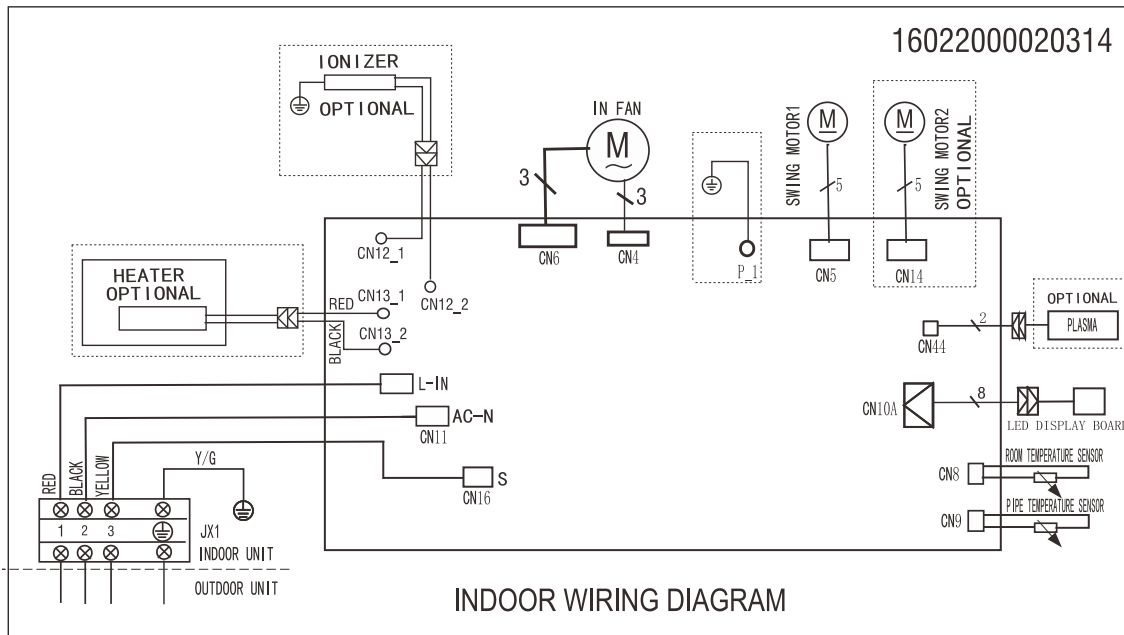 16022000020314
IONIZER
OPTIONAL
IN FAN
M
3
3
SWING MOTOR1
M
5
M
5
SWING MOTOR2
OPTIONAL
CN12_1
CN12_2
CN6
CN4
P_1
CN5
CN14
HEATER
OPTIONAL
RED
CN13_1
BLACK
CN13_2
OPTIONAL
PLASMA
2
CN44
L-IN
AC-N
CN11
CN10A
8
LED DISPLAY BOARD
S
CN16
ROOM TEMPERATURE SENSOR
CN8
PIPE TEMPERATURE SENSOR
CN9
RED
BLACK
YELLOW
Y/G
1 2 3
JX1
INDOOR UNIT
OUTDOOR UNIT
INDOOR WIRING DIAGRAM